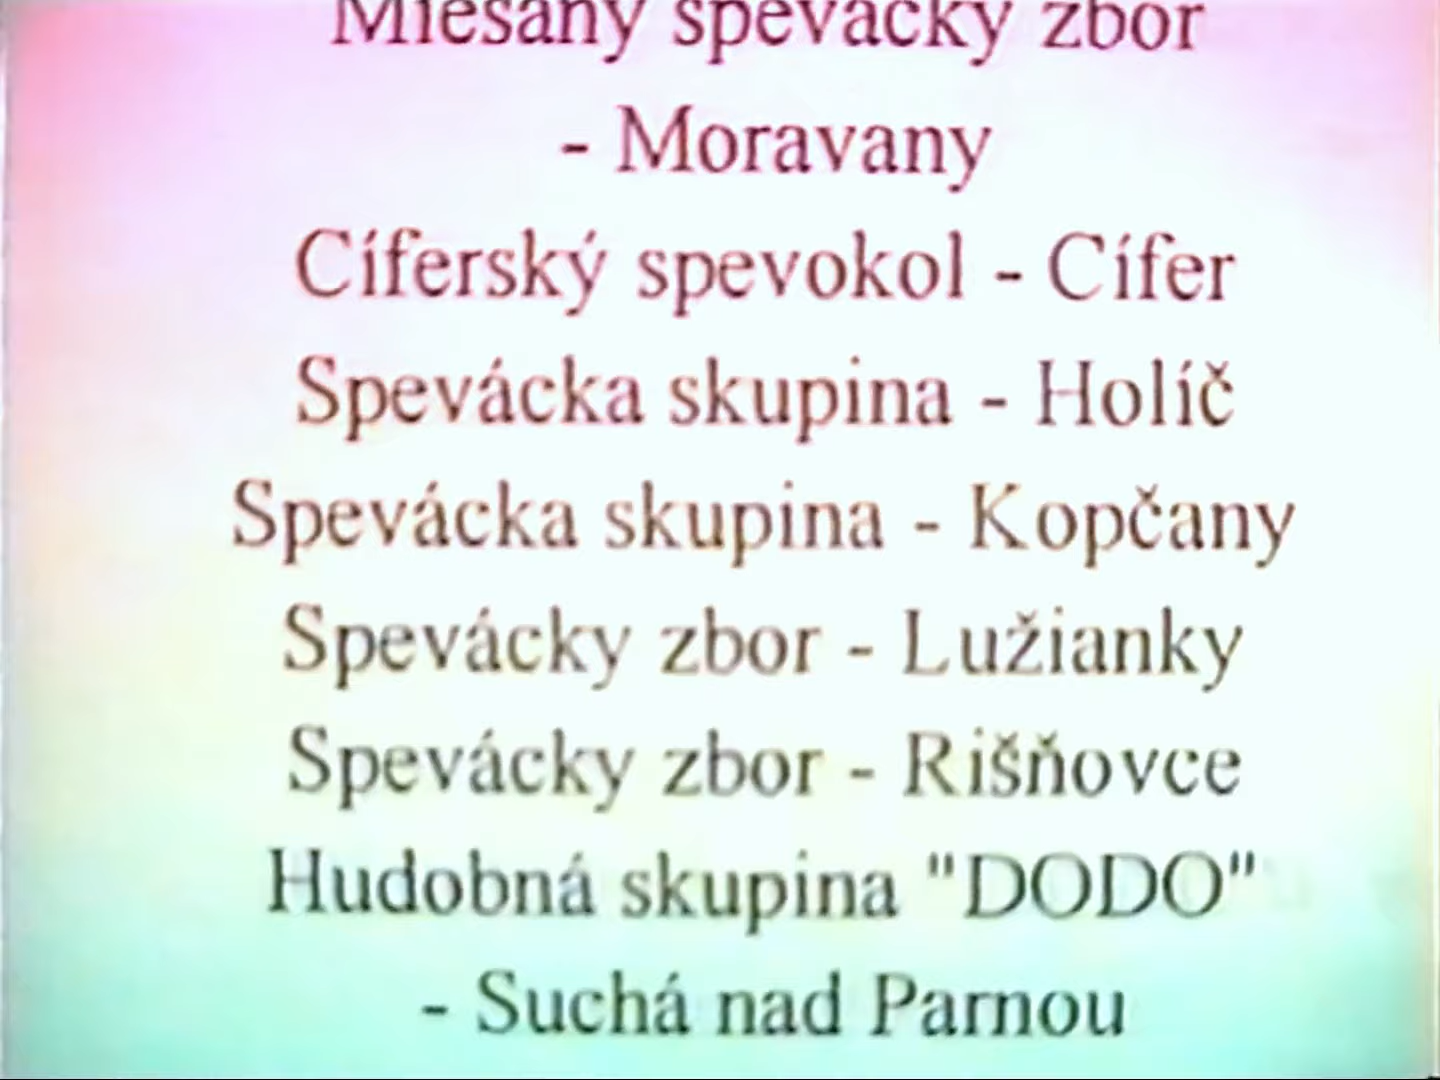 Miešaný spevácky zbor
- Moravany
Cíferský spevokol - Cífer
Spevácka skupina - Holíč
Spevácka skupina - Kopčany
Spevácky zbor - Lužianky
Spevácky zbor - Rišňovce
Hudobná skupina "DODO"
- Suchá nad Parnou